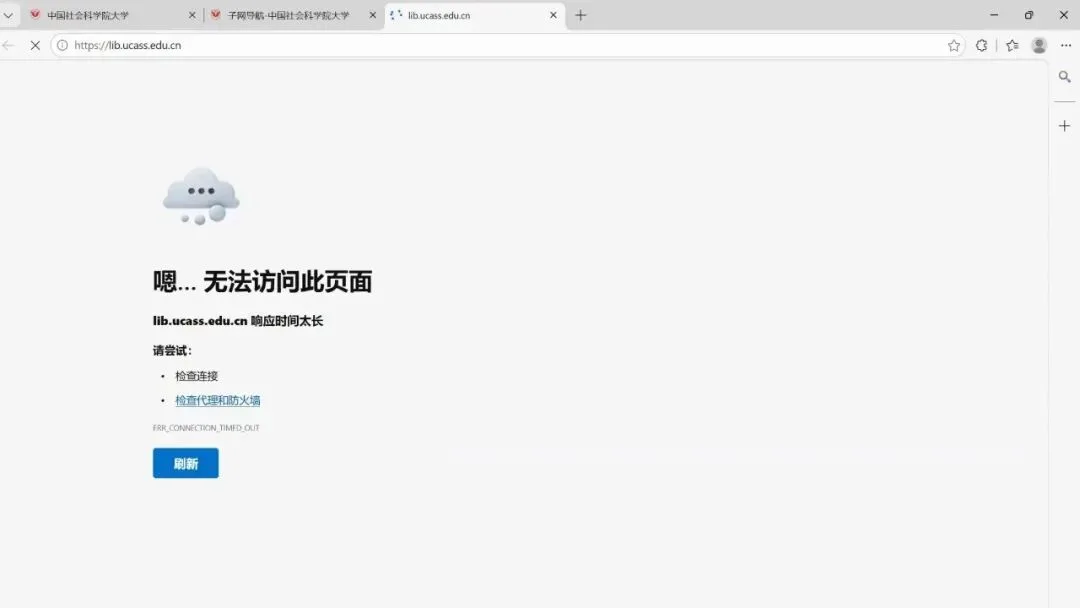 中国社会科学院大学
子网导航-中国社会科学院大学
lib.ucass.edu.cn
https://lib.ucass.edu.cn
嗯... 无法访问此页面
lib.ucass.edu.cn 响应时间太长
请尝试：
• 检查连接
• 检查代理和防火墙
ERR_CONNECTION_TIMED_OUT
刷新